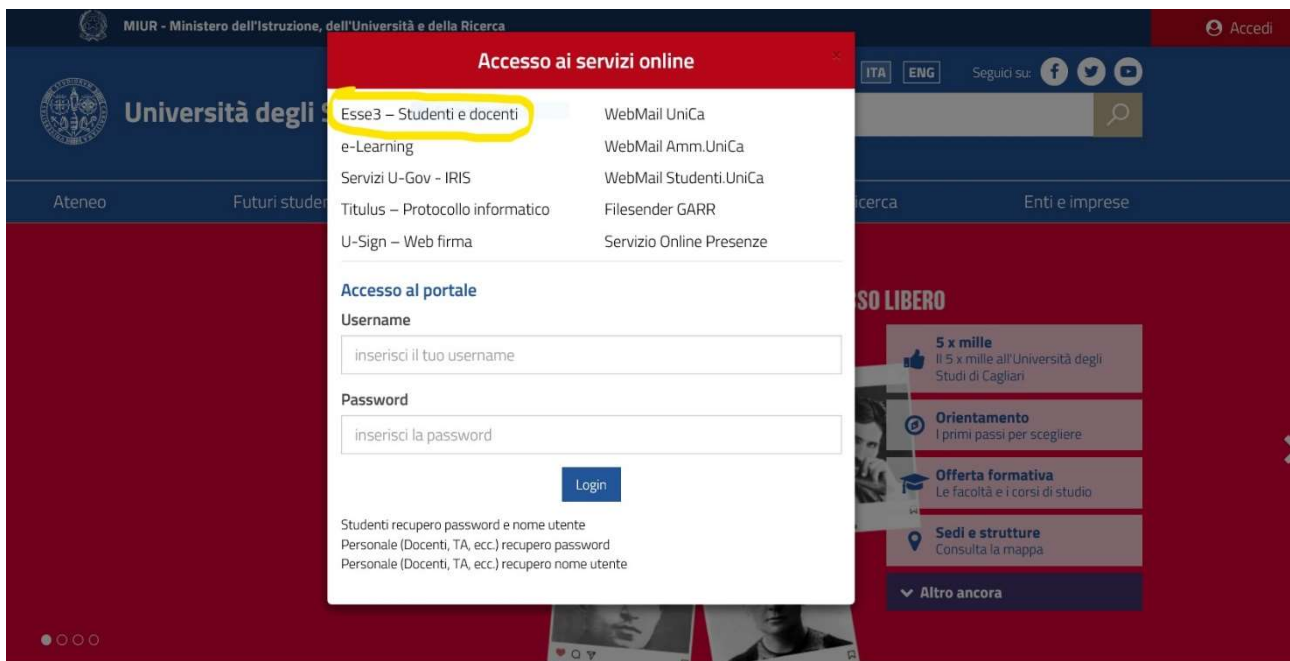 MIUR - Ministero dell'Istruzione, dell'Università e della Ricerca
Accedi
Accesso ai servizi online
×
ITA ENG Seguici su:
Università degli S
Esse3 – Studenti e docenti
WebMail UniCa
e-Learning
WebMail Amm.UniCa
Servizi U-Gov - IRIS
WebMail Studenti.UniCa
Titulus – Protocollo informatico
Filesender GARR
U-Sign – Web firma
Servizio Online Presenze
Ateneo
Futuri studen
icerca
Enti e imprese
Accesso al portale
Username
inserisci il tuo username
Password
inserisci la password
Login
Studenti recupero password e nome utente
Personale (Docenti, TA, ecc.) recupero password
Personale (Docenti, TA, ecc.) recupero nome utente
SSO LIBERO
5 x mille
Il 5 x mille all'Università degli
Studi di Cagliari
Orientamento
I primi passi per scegliere
Offerta formativa
Le facoltà e i corsi di studio
Sedi e strutture
Consulta la mappa
Altro ancora